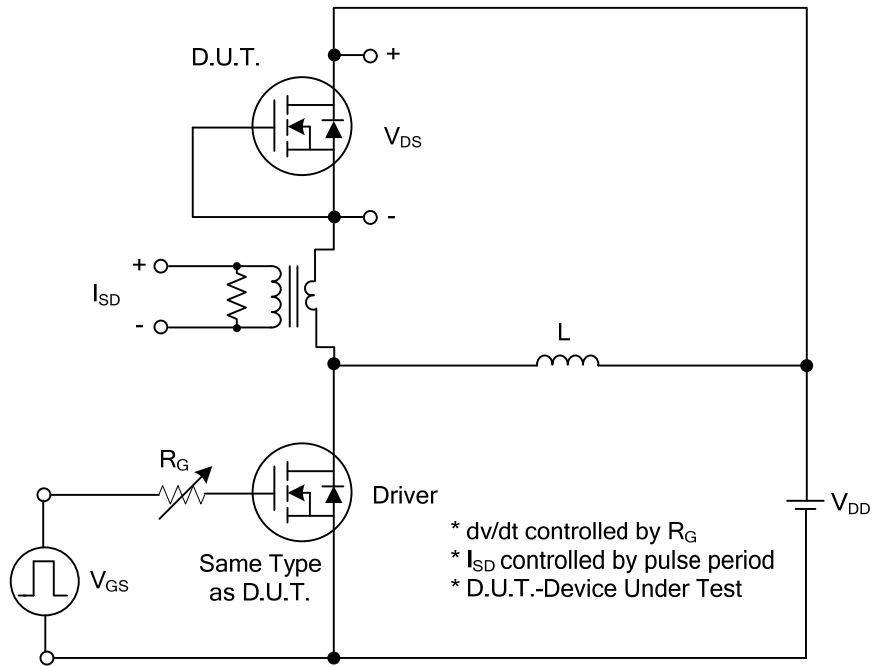 D.U.T.
+
VDS
-
+
ISD
-
L
RG
Driver
VDD
VGS
Same Type
as D.U.T.
* dv/dt controlled by RG
* ISD controlled by pulse period
* D.U.T.-Device Under Test